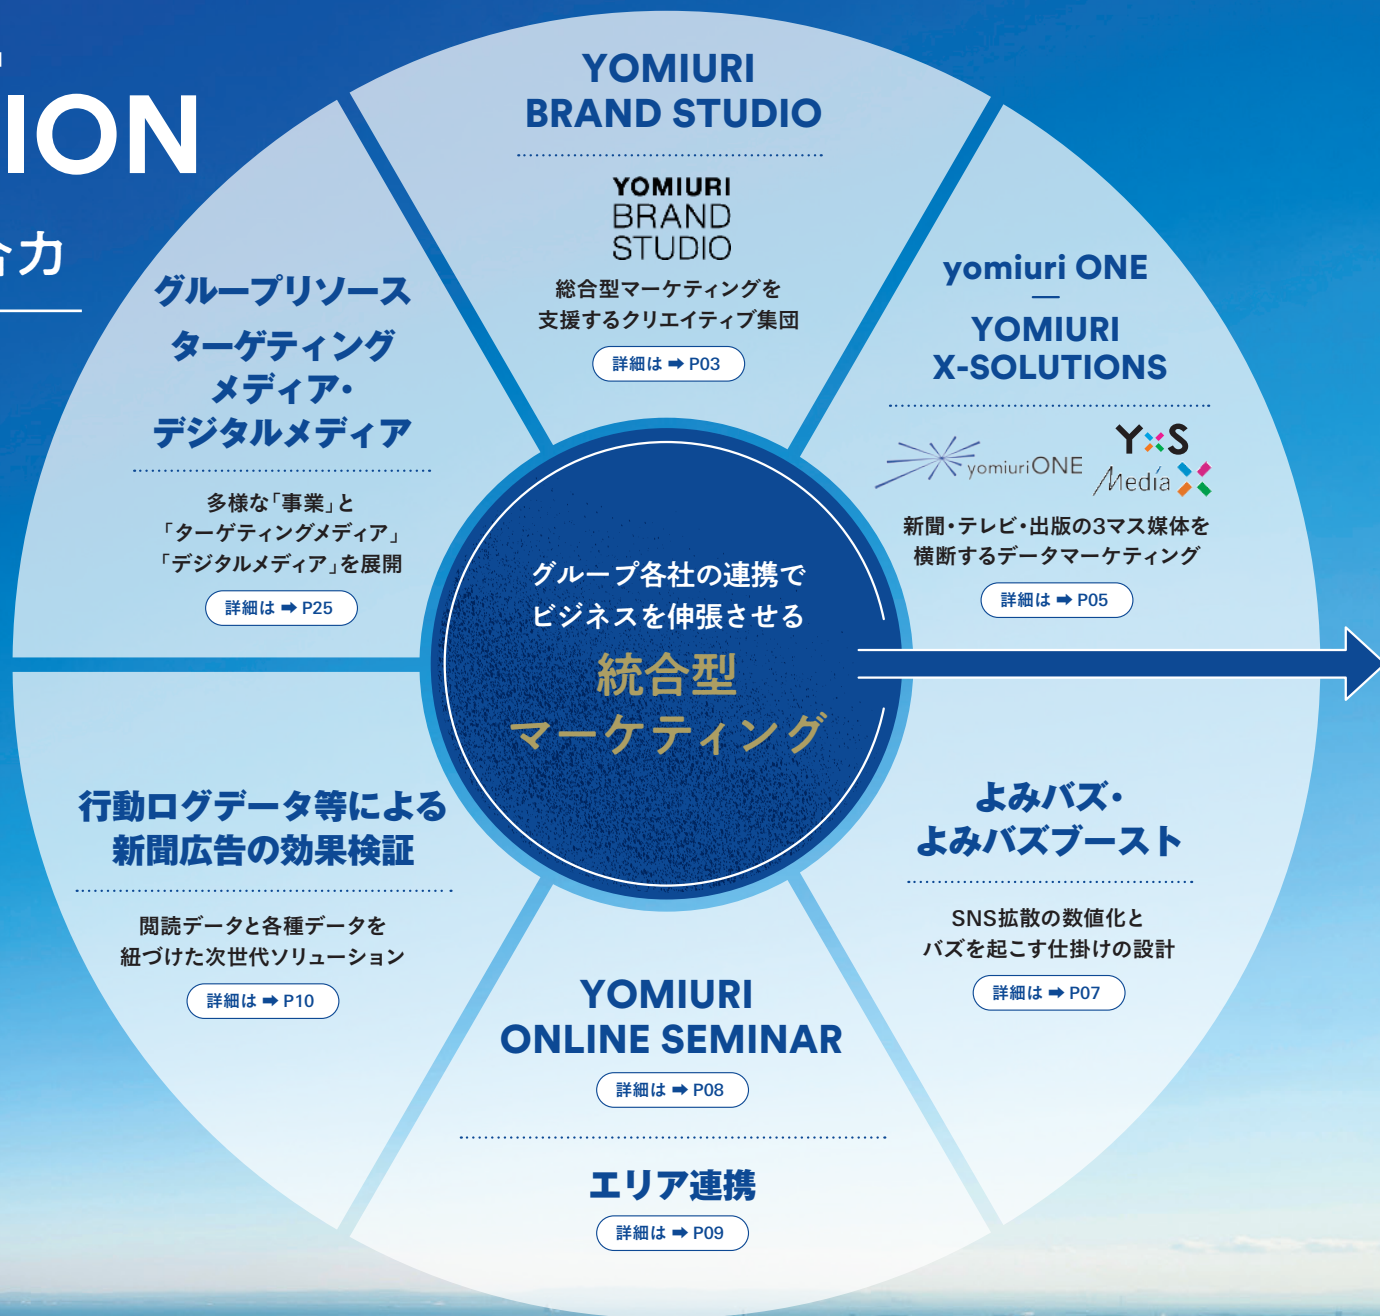 ION
合力
YOMIURI
BRAND STUDIO
YOMIURI
BRAND
STUDIO
総合型マーケティングを
支援するクリエイティブ集団
詳細は ➡ P03
yomiuri ONE
YOMIURI
X-SOLUTIONS
yomiuriONE
YxS
Media
新聞・テレビ・出版の3マス媒体を
横断するデータマーケティング
詳細は ➡ P05
グループリソース
ターゲティング
メディア・
デジタルメディア
多様な「事業」と
「ターゲティングメディア」
「デジタルメディア」を展開
詳細は ➡ P25
グループ各社の連携で
ビジネスを伸張させる
統合型
マーケティング
行動ログデータ等による
新聞広告の効果検証
閲読データと各種データを
紐づけた次世代ソリューション
詳細は ➡ P10
よみバズ・
よみバズブースト
SNS拡散の数値化と
バズを起こす仕掛けの設計
詳細は ➡ P07
YOMIURI
ONLINE SEMINAR
詳細は ➡ P08
エリア連携
詳細は ➡ P09